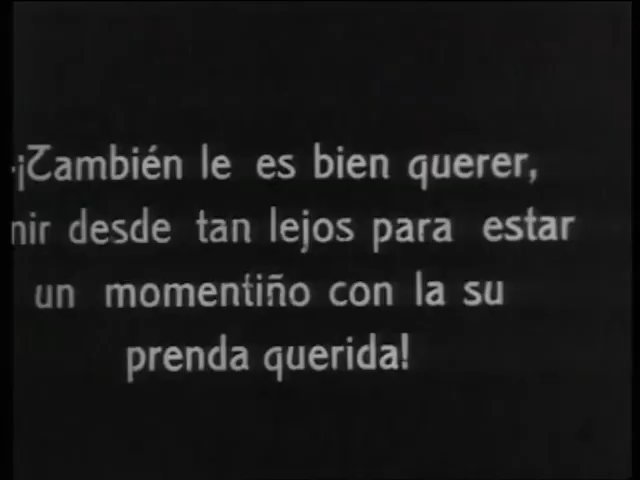 -¡También le es bien querer,
nir desde tan lejos para estar
un momentiño con la su
prenda querida!